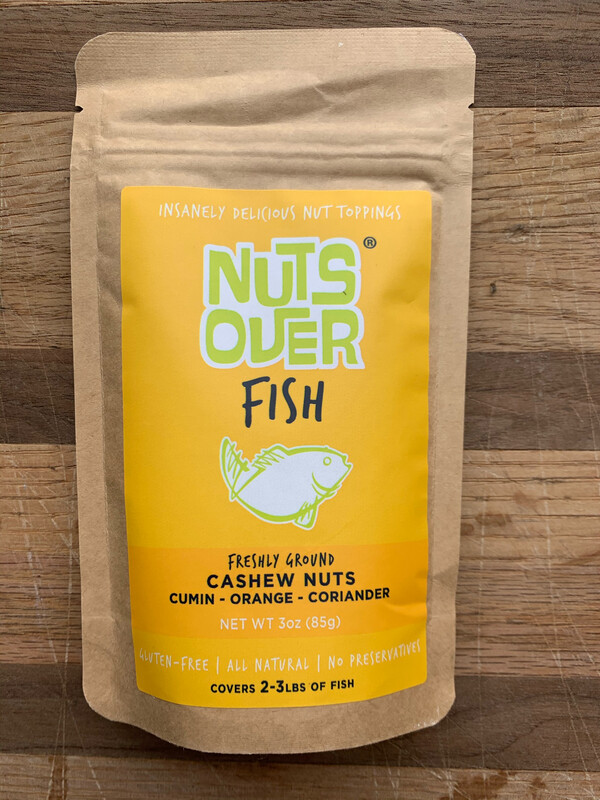 INSANELY DELICIOUS NUT TOPPINGS
NUTS
®
OVER
FISH
FRESHLY GROUND
CASHEW NUTS
CUMIN - ORANGE - CORIANDER
NET WT 3oz (85g)
GLUTEN-FREE | ALL NATURAL | NO PRESERVATIVES
COVERS 2-3LBS OF FISH